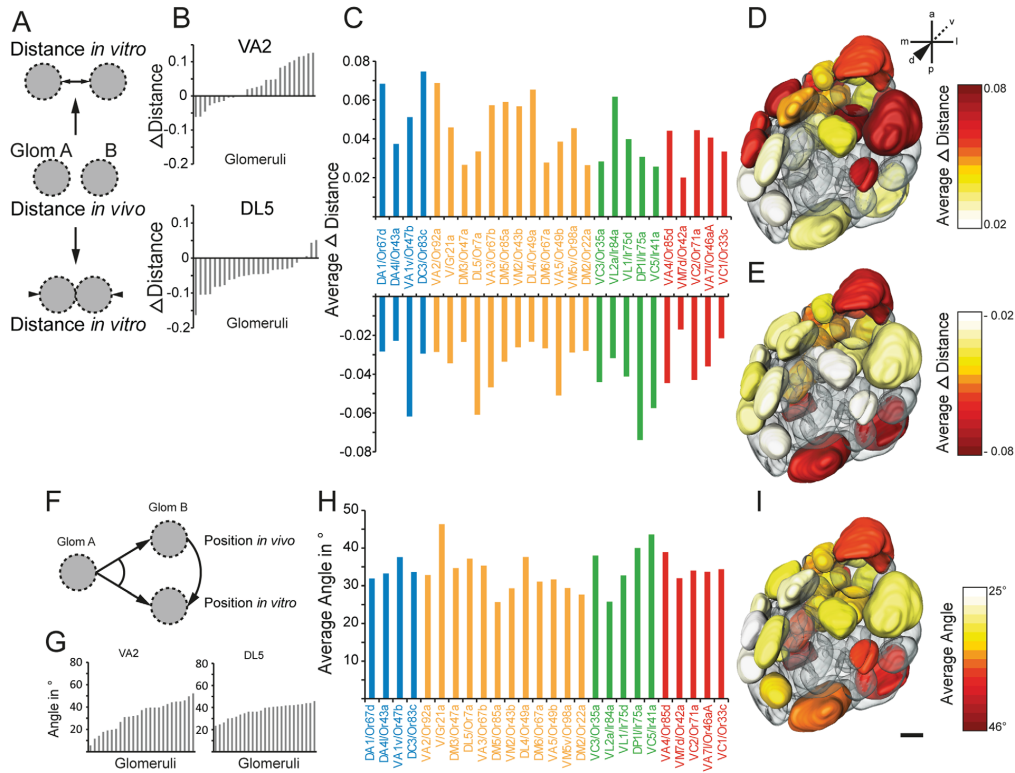 A
Distance in vitro
Glom A B
Distance in vivo
Distance in vitro
B
VA2
0.1
0
-0.1
-0.2
Δ Distance
Glomeruli
DL5
0.1
0
-0.1
-0.2
Δ Distance
Glomeruli
C
0.08
0.06
0.04
0.02
Average Δ Distance
DA1/Or67d
DA4l/Or43a
VA1v/Or47b
DC3/Or83c
VA2/Or92a
V/Gr21a
DM3/Or47a
DL5/Or7a
VA3/Or67b
DM5/Or85a
VM2/Or43b
DL4/Or49a
DM6/Or67a
VA5/Or49b
VM5v/Or98a
DM2/Or22a
VC3/Or35a
VL2a/Ir84a
VL1/Ir75d
DP1l/Ir75a
VC5/Ir41a
VA4/Or85d
VM7d/Or42a
VC2/Or71a
VA7l/Or46aA
VC1/Or33c
-0.02
-0.04
-0.06
-0.08
D
a
v
m
l
d
p
0.08
Average Δ Distance
0.02
E
- 0.02
Average Δ Distance
- 0.08
F
Glom B
Glom A
Position in vivo
Position in vitro
G
VA2
80
60
40
20
Angle in °
Glomeruli
DL5
80
60
40
20
Glomeruli
H
50
40
30
20
10
Average Angle in °
DA1/Or67d
DA4l/Or43a
VA1v/Or47b
DC3/Or83c
VA2/Or92a
V/Gr21a
DM3/Or47a
DL5/Or7a
VA3/Or67b
DM5/Or85a
VM2/Or43b
DL4/Or49a
DM6/Or67a
VA5/Or49b
VM5v/Or98a
DM2/Or22a
VC3/Or35a
VL2a/Ir84a
VL1/Ir75d
DP1l/Ir75a
VC5/Ir41a
VA4/Or85d
VM7d/Or42a
VC2/Or71a
VA7l/Or46aA
VC1/Or33c
I
25°
Average Angle
46°